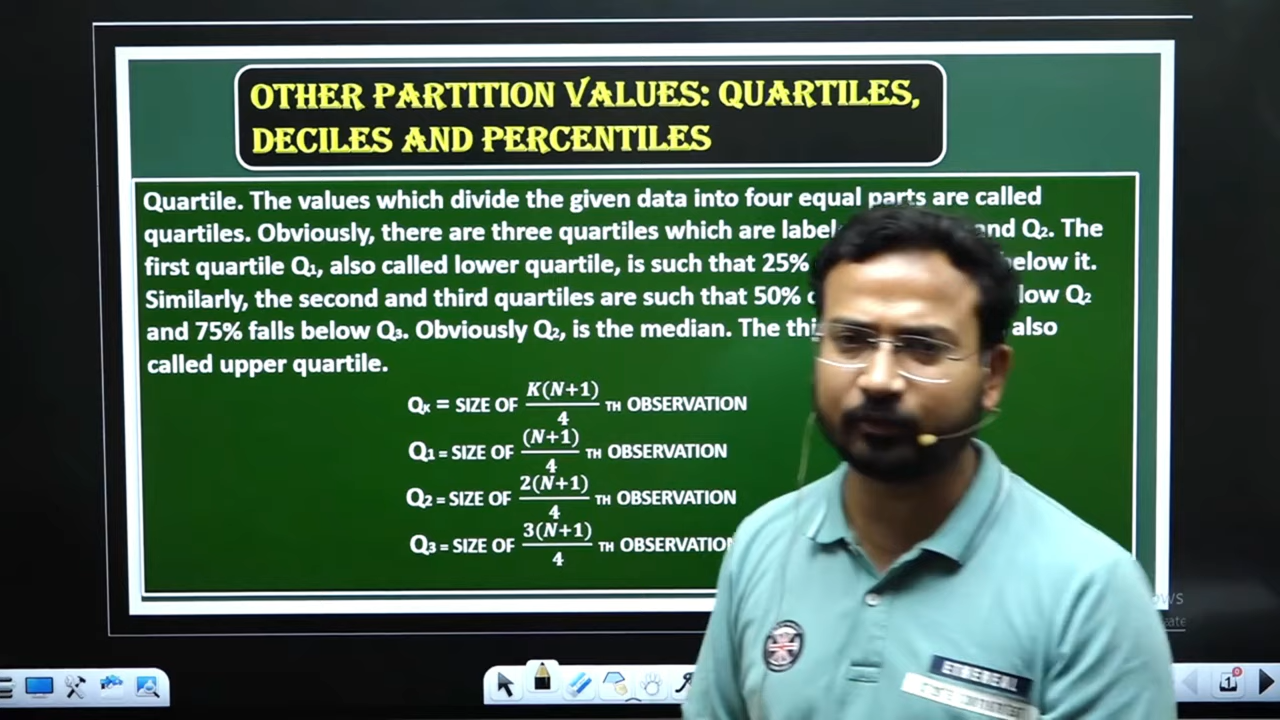 OTHER PARTITION VALUES: QUARTILES,
DECILES AND PERCENTILES
Quartile. The values which divide the given data into four equal parts are called
quartiles. Obviously, there are three quartiles which are and Q₂. The
first quartile Q₁, also called lower quartile, is such that 25% below it.
Similarly, the second and third quartiles are such that 50% Q₂
and 75% falls below Q₃. Obviously Q₂, is the median. The also
called upper quartile.
Qₖ = SIZE OF K(N+1)/4 TH OBSERVATION
Q₁ = SIZE OF (N+1)/4 TH OBSERVATION
Q₂ = SIZE OF 2(N+1)/4 TH OBSERVATION
Q₃ = SIZE OF 3(N+1)/4 TH OBSERVATION
1